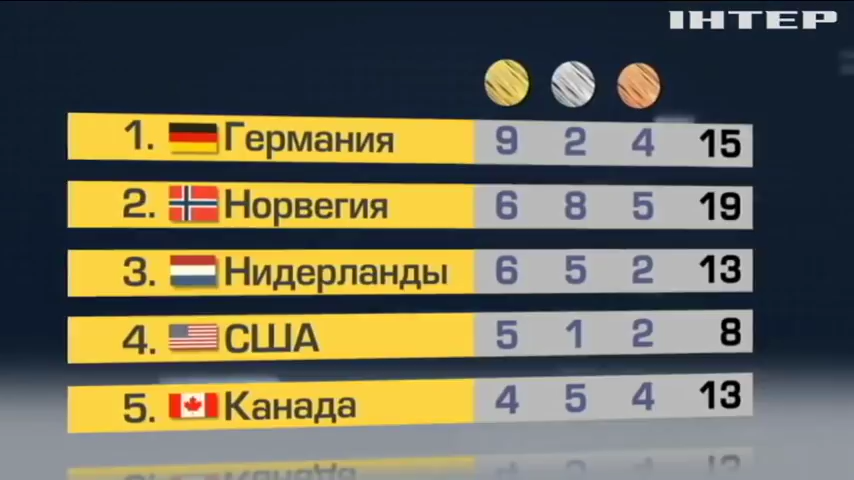 ІНТЕР
1. Германия 9 2 4 15
2. Норвегия 6 8 5 19
3. Нидерланды 6 5 2 13
4. США 5 1 2 8
5. Канада 4 5 4 13